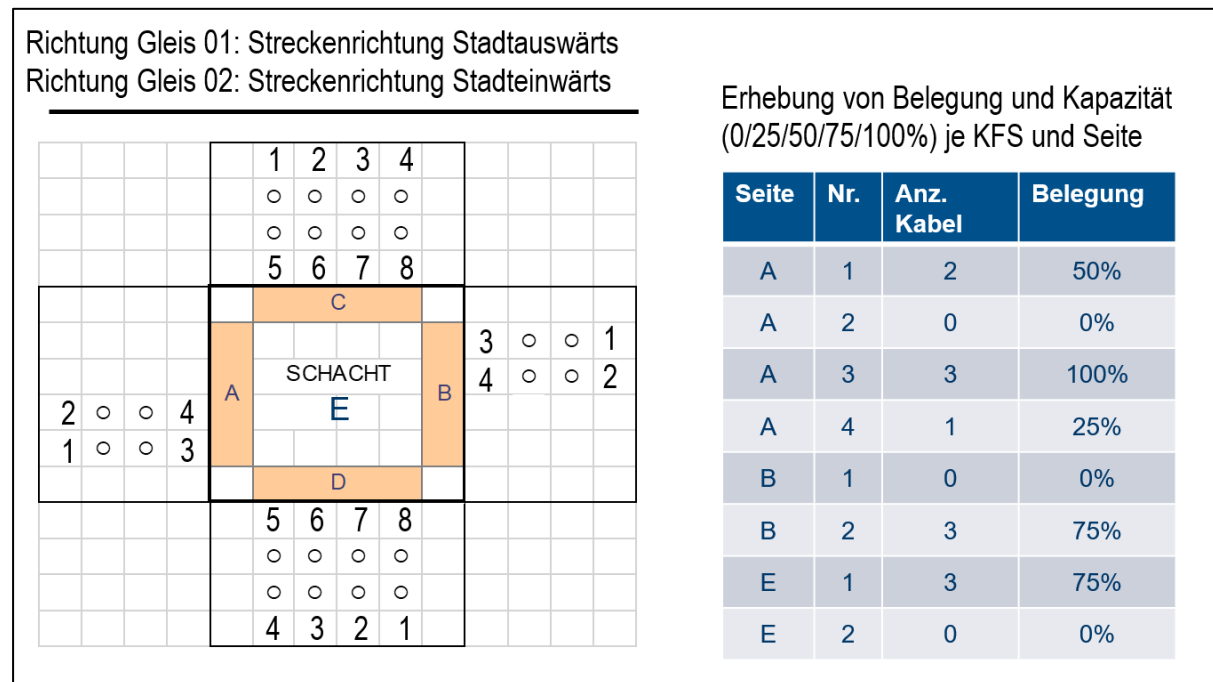 Richtung Gleis 01: Streckenrichtung Stadtauswärts
Richtung Gleis 02: Streckenrichtung Stadteinwärts
1 2 3 4
5 6 7 8
C
3 1
SCHACHT
4 2
A
B
E
2 4
1 3
D
5 6 7 8
4 3 2 1
Erhebung von Belegung und Kapazität
(0/25/50/75/100%) je KFS und Seite
Seite Nr. Anz. Kabel Belegung
A 1 2 50%
A 2 0 0%
A 3 3 100%
A 4 1 25%
B 1 0 0%
B 2 3 75%
E 1 3 75%
E 2 0 0%